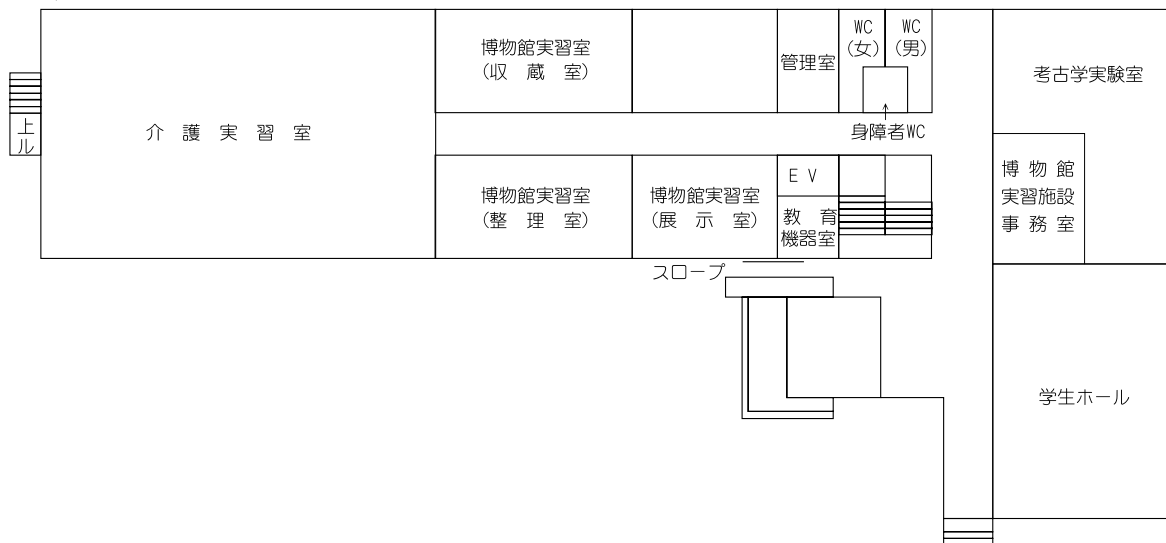 博物館実習室
(収 蔵 室)
管理室
WC
(女)
WC
(男)
考古学実験室
上ル
介 護 実 習 室
身障者WC
博物館実習室
(整 理 室)
博物館実習室
(展 示 室)
E V
教 育
機器室
博 物 館
実習施設
事 務 室
スロープ
学生ホール